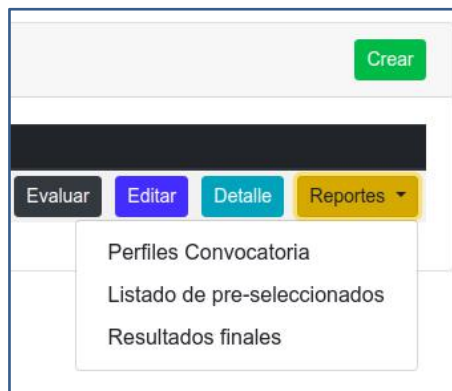 Crear
Evaluar Editar Detalle Reportes
Perfiles Convocatoria
Listado de pre-seleccionados
Resultados finales